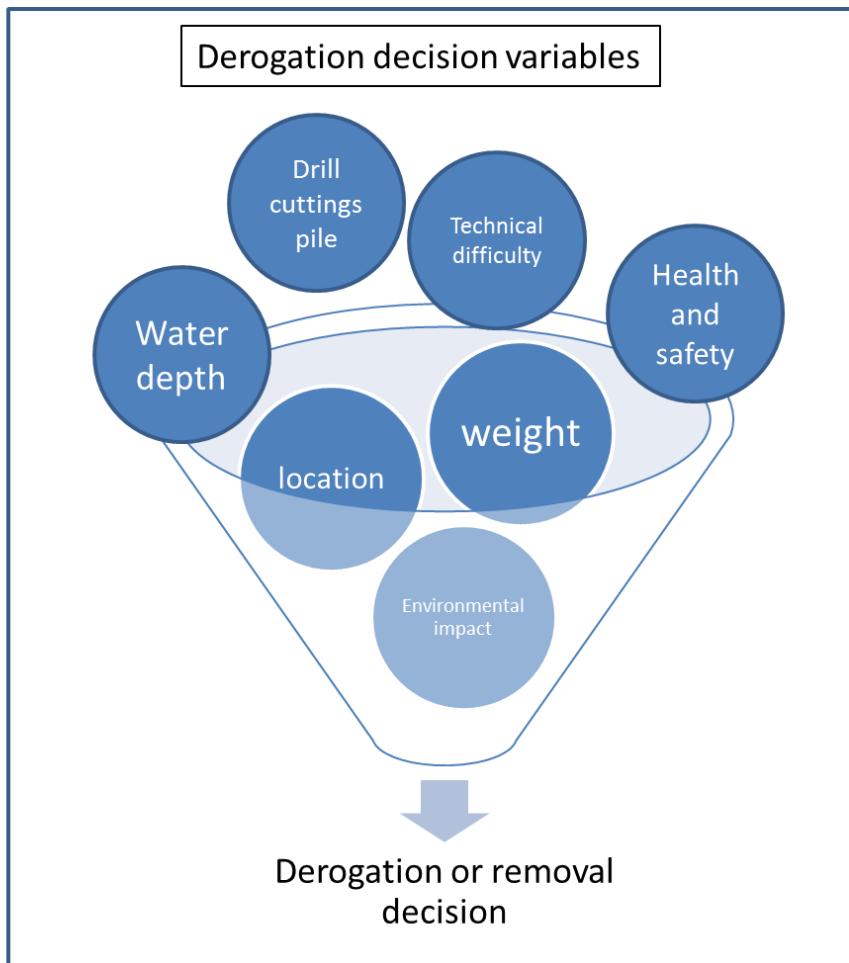 Derogation decision variables
Drill
cuttings
pile
Technical
difficulty
Health
and
safety
Water
depth
weight
location
Environmental
impact
Derogation or removal
decision